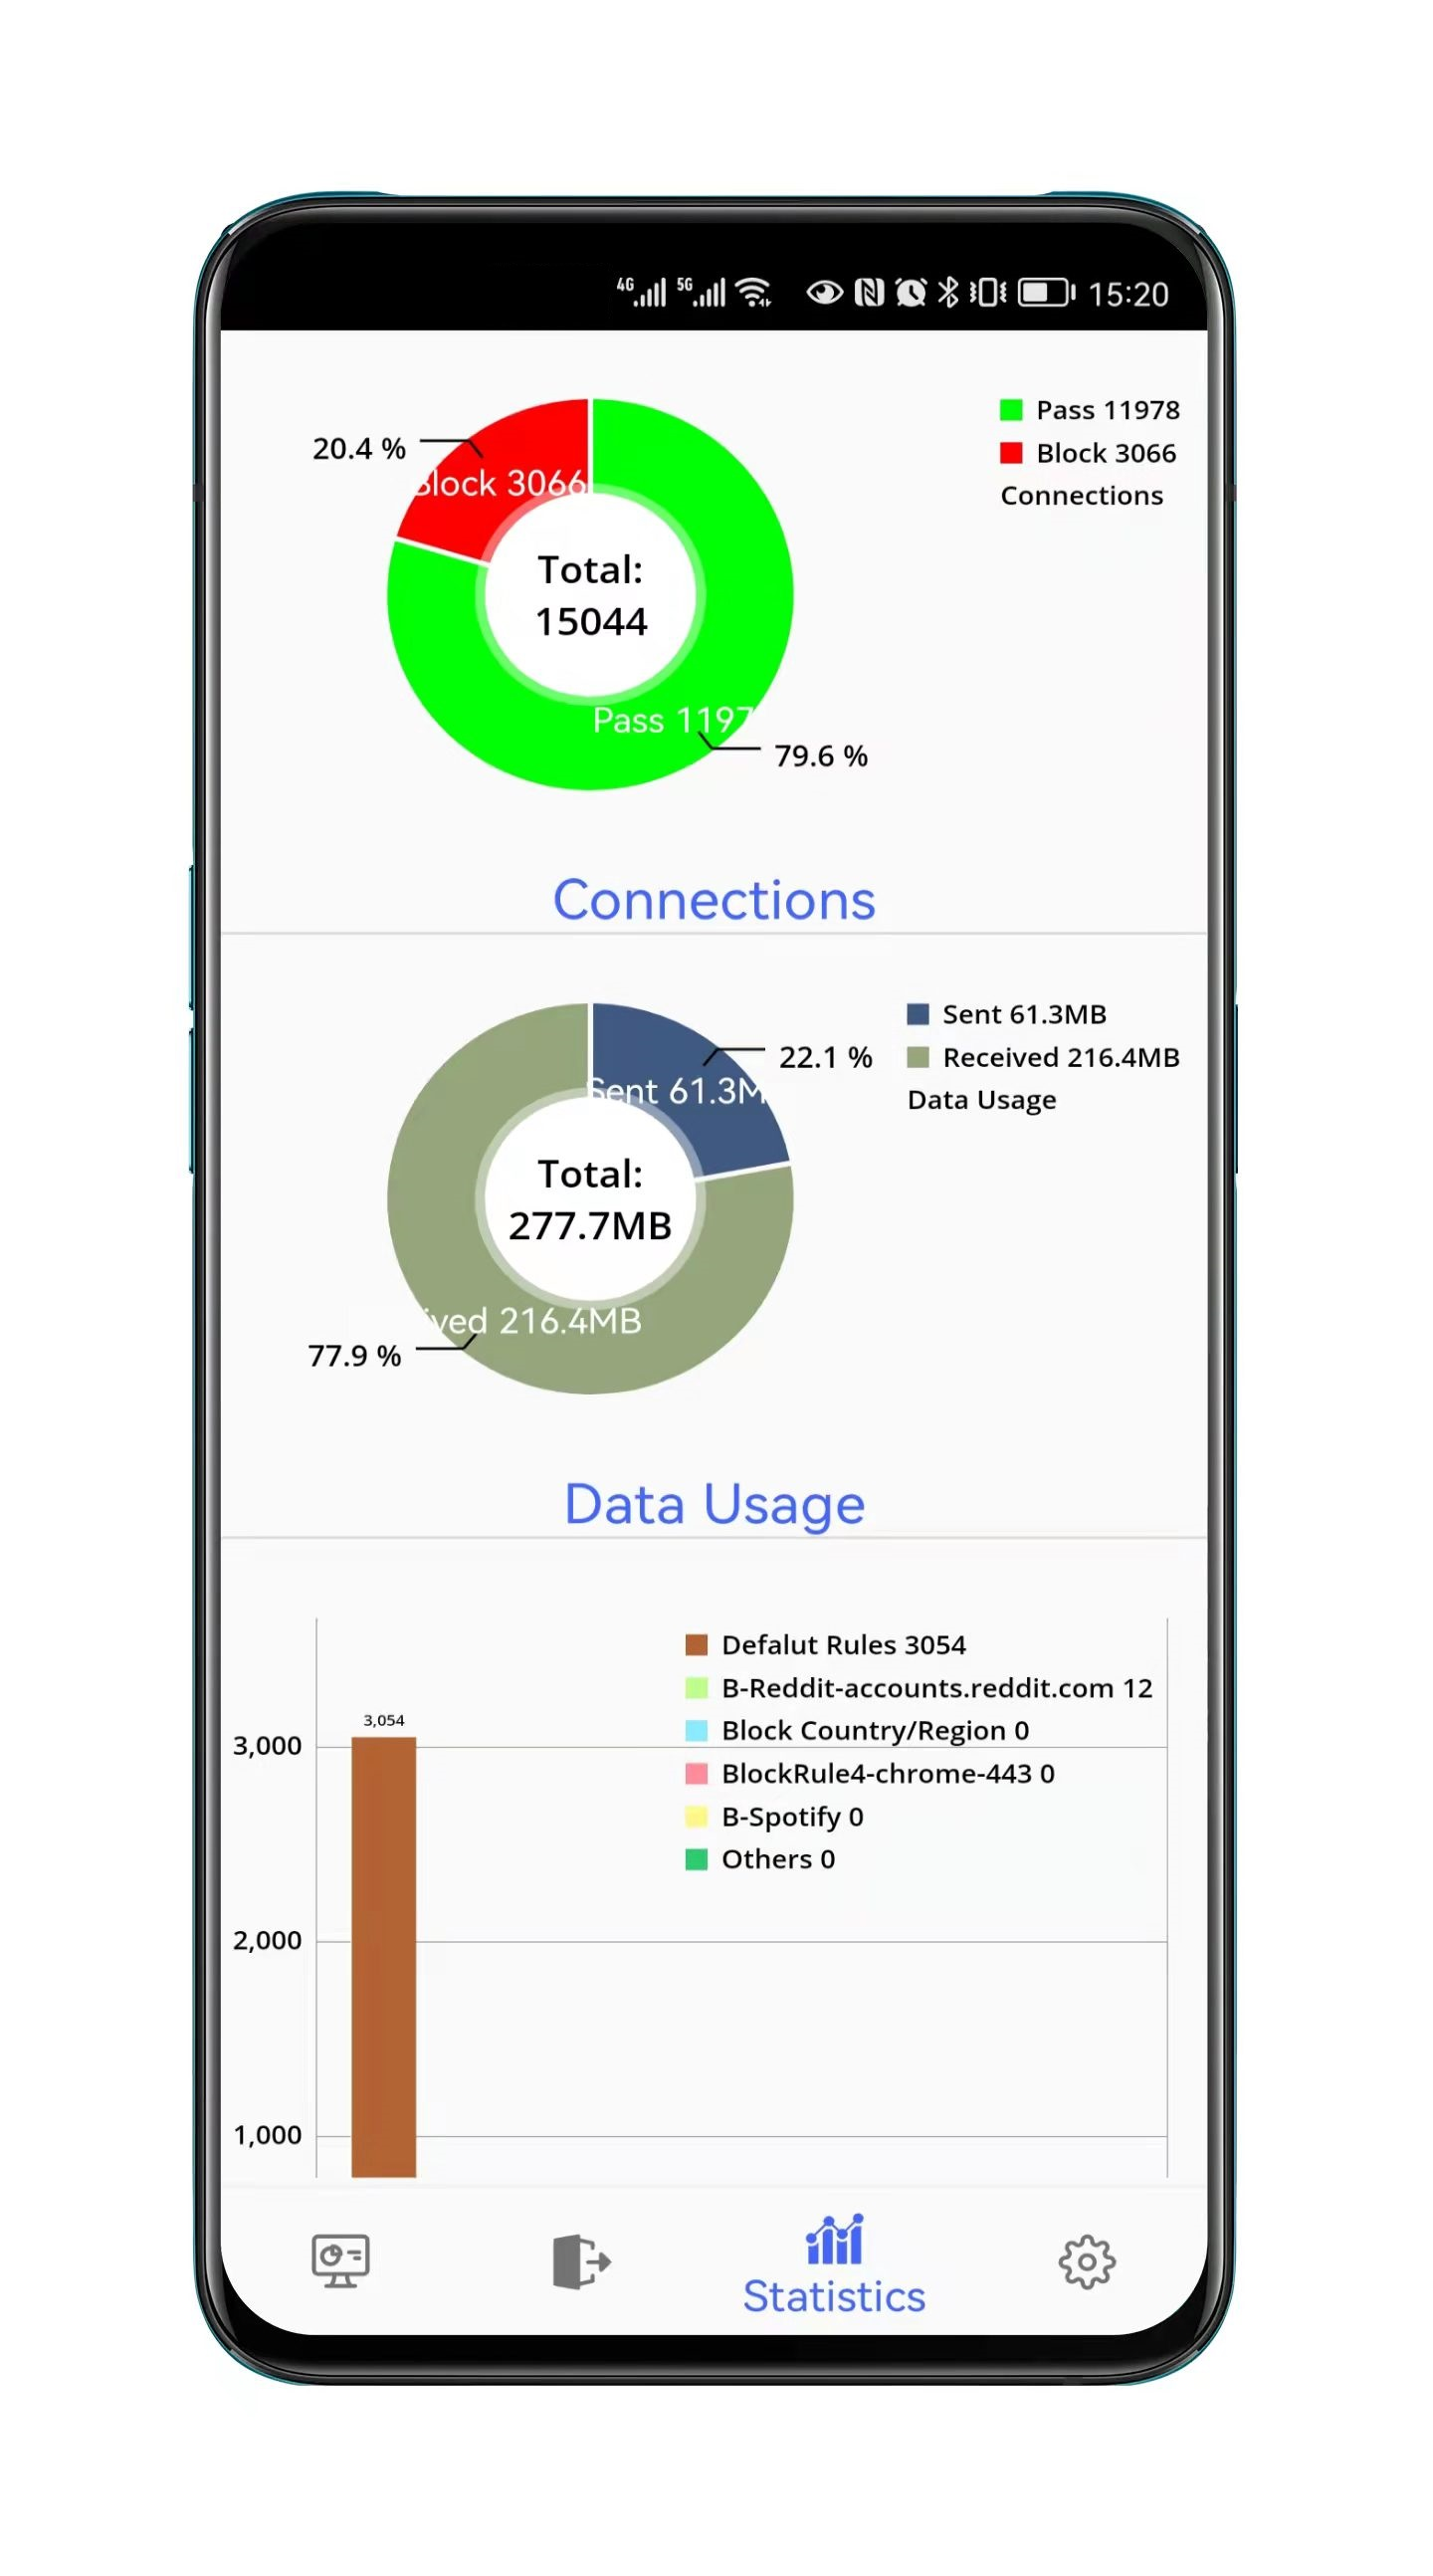 4G 5G 15:20
Pass 11978
Block 3066
Connections
20.4 %
Block 3066
Total:
15044
Pass 1197
79.6 %
Connections
Sent 61.3MB
Received 216.4MB
Data Usage
22.1 %
Sent 61.3M
Total:
277.7MB
ived 216.4MB
77.9 %
Data Usage
Defalut Rules 3054
B-Reddit-accounts.reddit.com 12
Block Country/Region 0
BlockRule4-chrome-443 0
B-Spotify 0
Others 0
3,054
3,000
2,000
1,000
Statistics